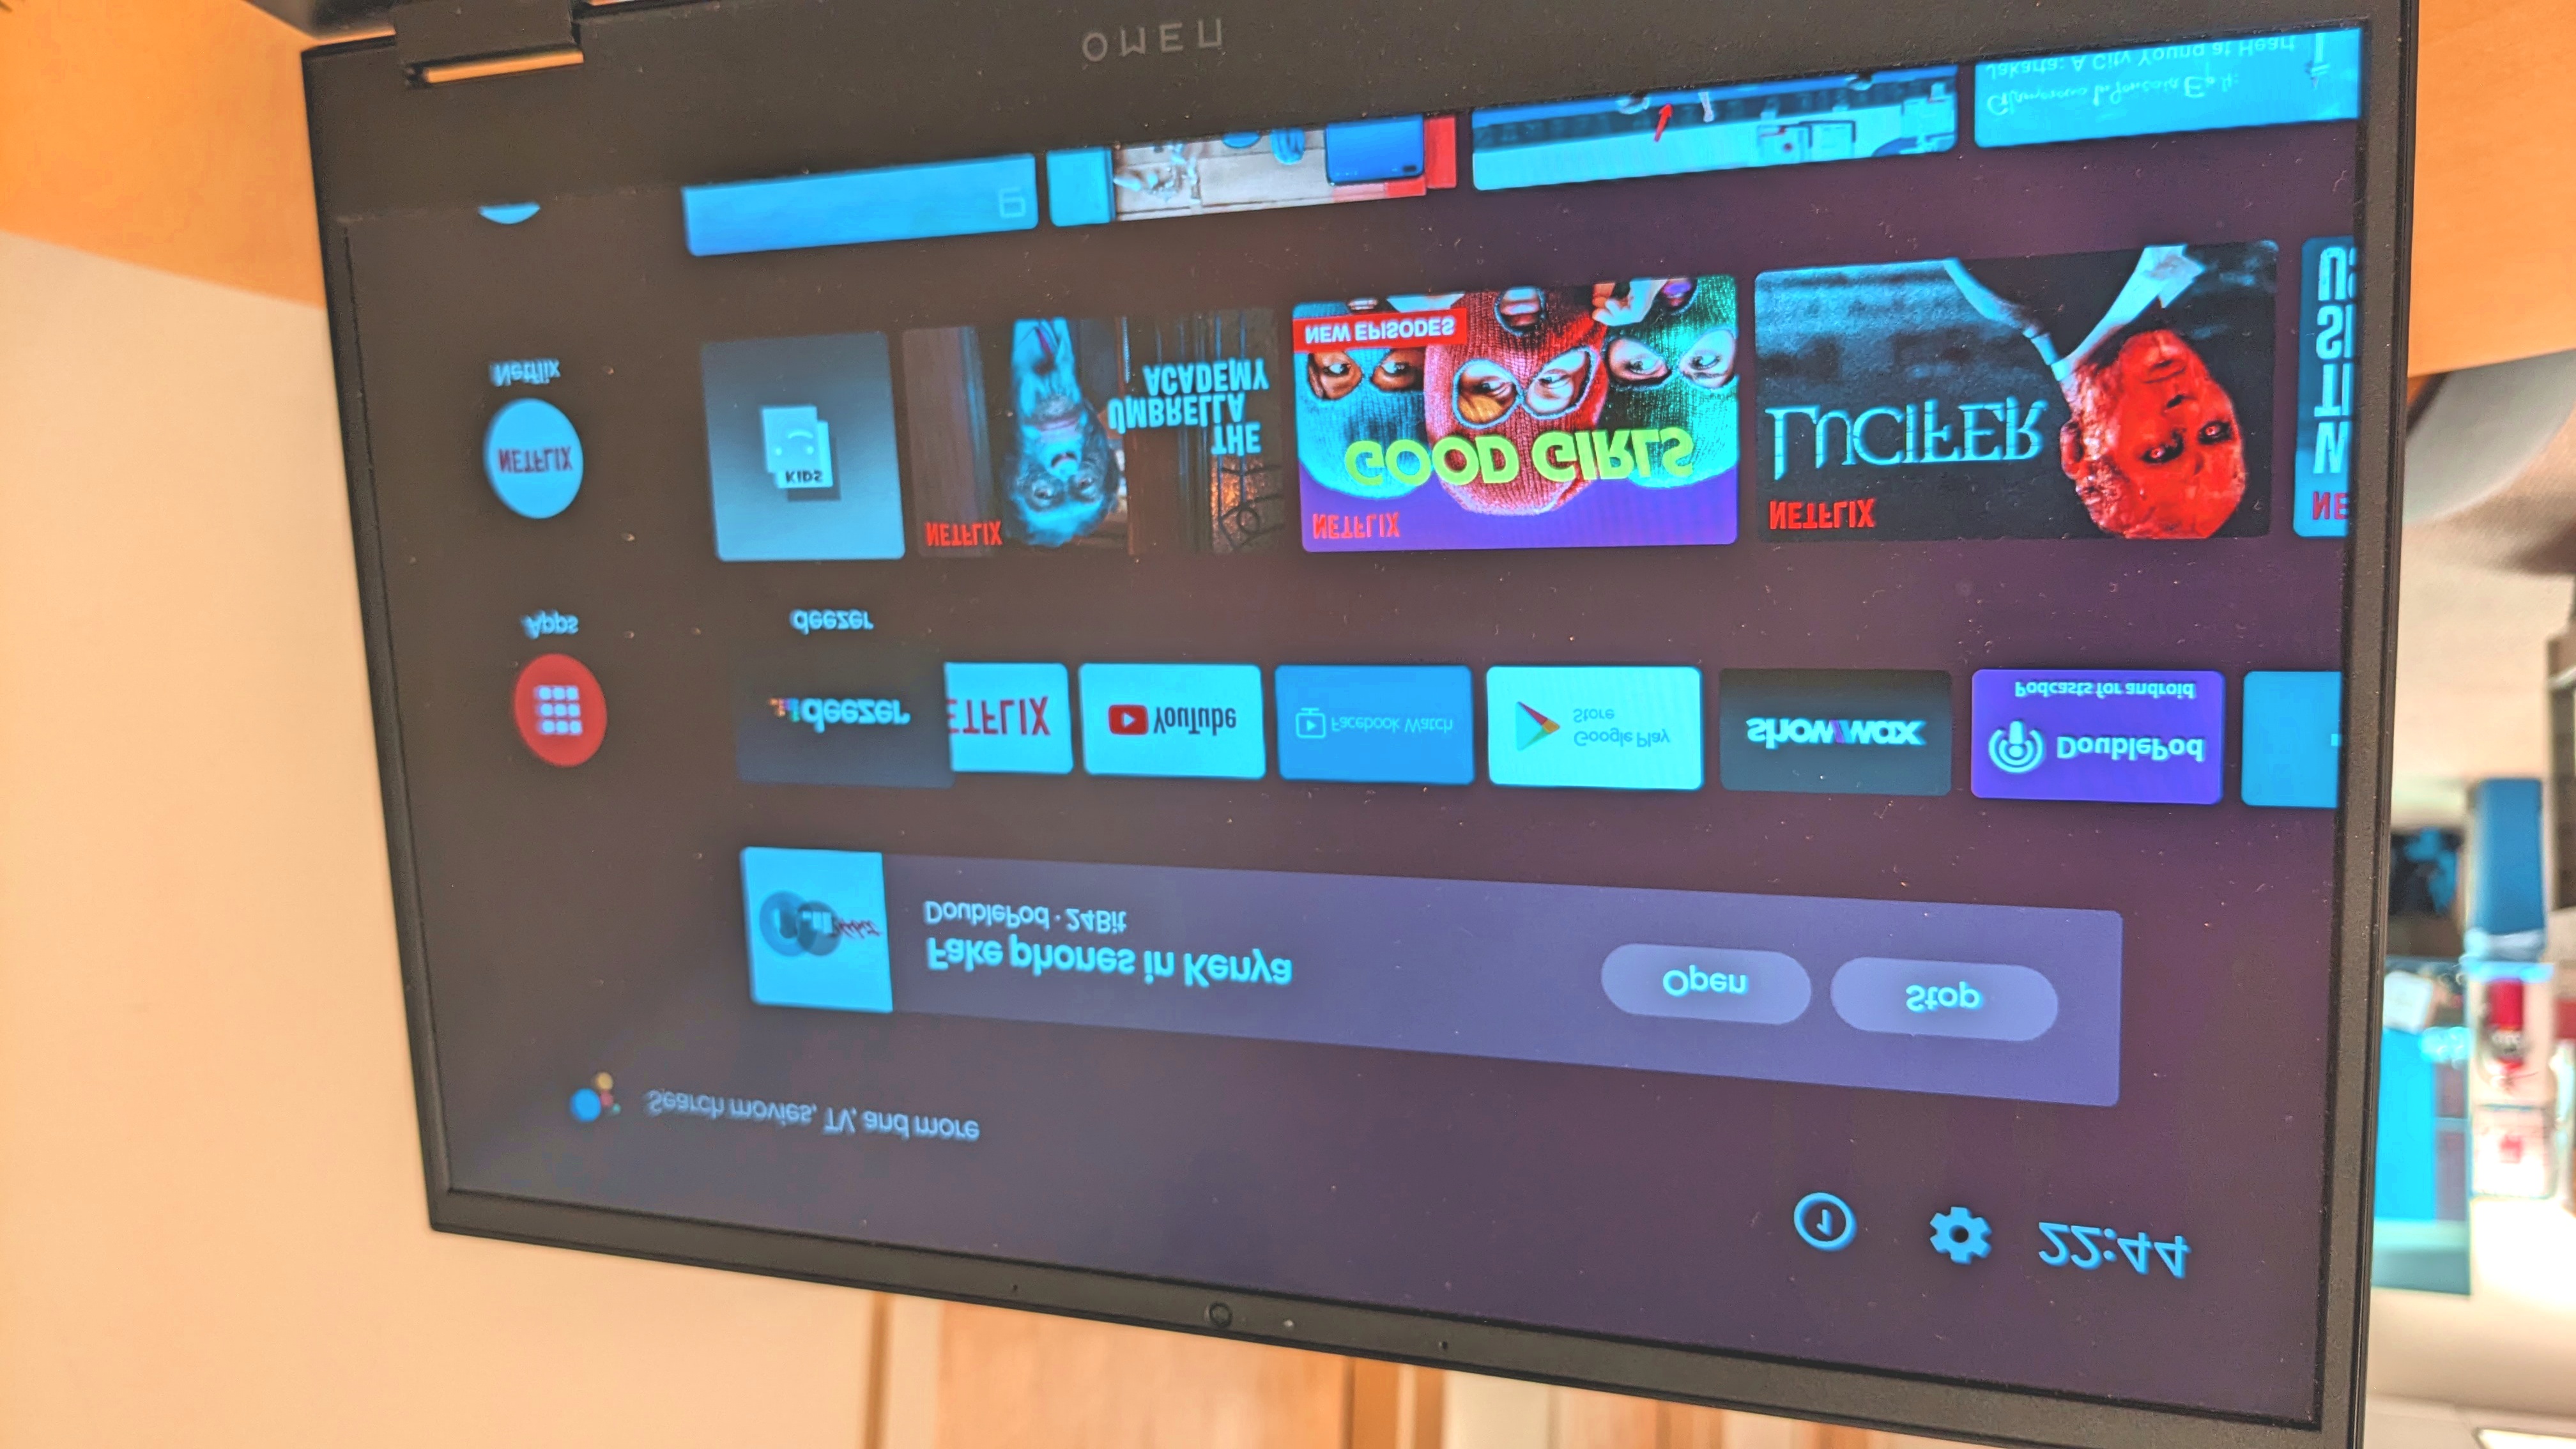 22:44
Search movies, TV, and more
Fake phones in Kenya
DoublePod · 24Bit
Open
Stop
Apps
deezer
ETFLIX
YouTube
Facebook Watch
Google Play
Store
showmax
DoublePod
Podcasts for android
deezer
Netflix
NETFLIX
KIDS
NETFLIX
THE
UMBRELLA
ACADEMY
NETFLIX
GOOD GIRLS
NEW EPISODES
NETFLIX
LUCIFER
NE
Jakarta: A City Young at Heart
OMEN